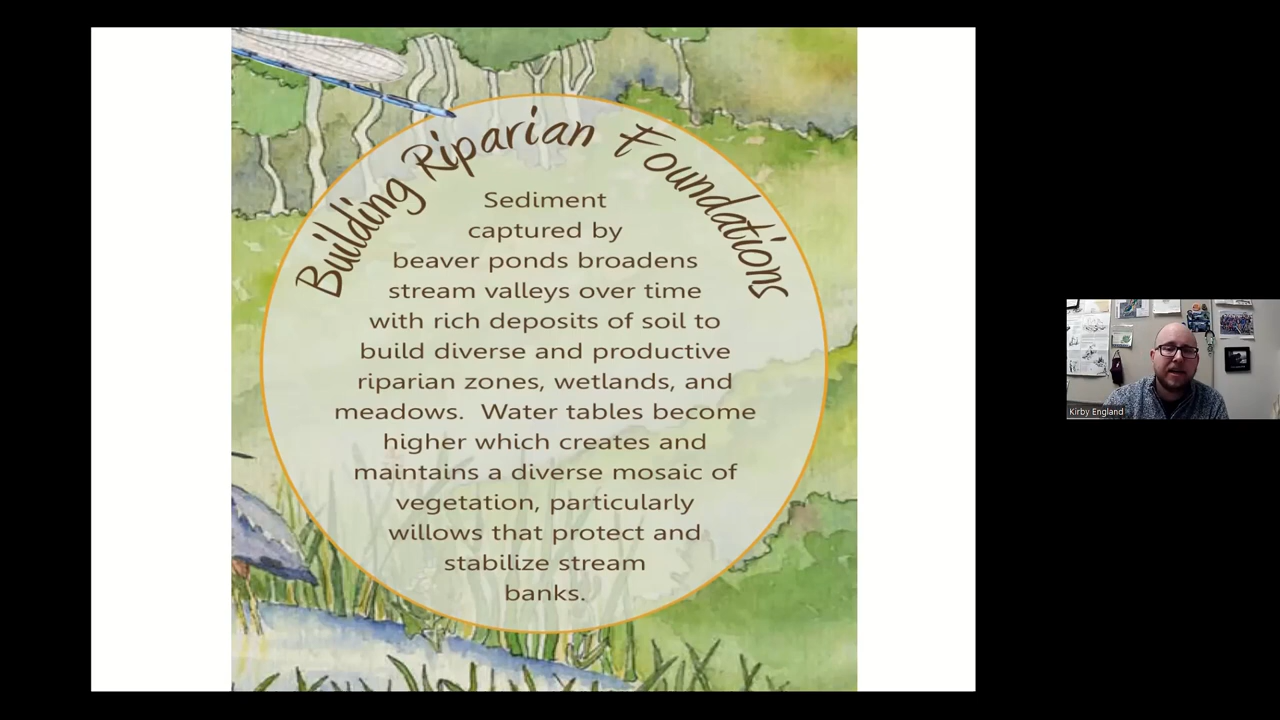 Building Riparian Foundations
Sediment
captured by
beaver ponds broadens
stream valleys over time
with rich deposits of soil to
build diverse and productive
riparian zones, wetlands, and
meadows.  Water tables become
higher which creates and
maintains a diverse mosaic of
vegetation, particularly
willows that protect and
stabilize stream
banks.
Kirby England